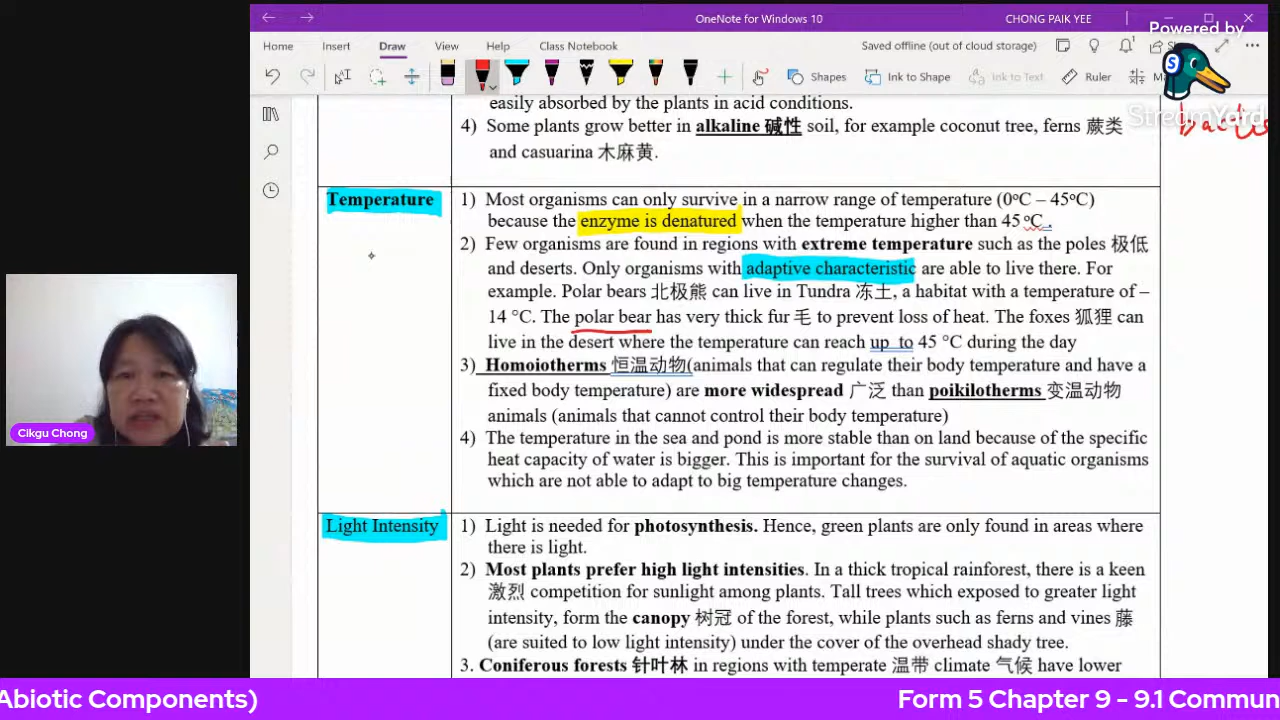 OneNote for Windows 10
CHONG PAIK YEE
Powered by
StreamYard
Home Insert Draw View Help Class Notebook
Saved offline (out of cloud storage)
Shapes Ink to Shape Ink to Text Ruler
easily absorbed by the plants in acid conditions.
4) Some plants grow better in alkaline 碱性 soil, for example coconut tree, ferns 蕨类
and casuarina 木麻黄.
Temperature
1) Most organisms can only survive in a narrow range of temperature (0ºC – 45ºC)
because the enzyme is denatured when the temperature higher than 45 ºC .
2) Few organisms are found in regions with extreme temperature such as the poles 极低
and deserts. Only organisms with adaptive characteristic are able to live there. For
example. Polar bears 北极熊 can live in Tundra 冻土, a habitat with a temperature of –
14 °C. The polar bear has very thick fur 毛 to prevent loss of heat. The foxes 狐狸 can
live in the desert where the temperature can reach up to 45 °C during the day
3) Homoiotherms 恒温动物(animals that can regulate their body temperature and have a
fixed body temperature) are more widespread 广泛 than poikilotherms 变温动物
animals (animals that cannot control their body temperature)
4) The temperature in the sea and pond is more stable than on land because of the specific
heat capacity of water is bigger. This is important for the survival of aquatic organisms
which are not able to adapt to big temperature changes.
Light Intensity
1) Light is needed for photosynthesis. Hence, green plants are only found in areas where
there is light.
2) Most plants prefer high light intensities. In a thick tropical rainforest, there is a keen
激烈 competition for sunlight among plants. Tall trees which exposed to greater light
intensity, form the canopy 树冠 of the forest, while plants such as ferns and vines 藤
(are suited to low light intensity) under the cover of the overhead shady tree.
3. Coniferous forests 针叶林 in regions with temperate 温带 climate 气候 have lower
Cikgu Chong
Abiotic Components) Form 5 Chapter 9 - 9.1 Commun